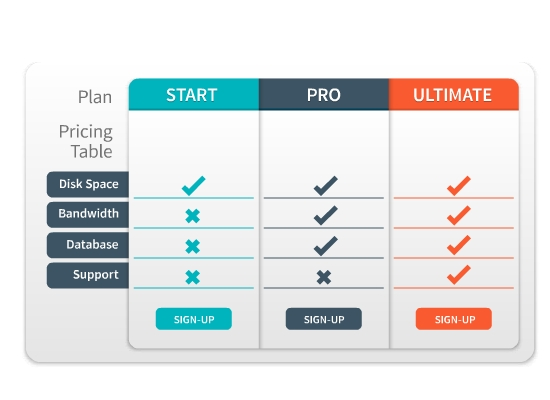 Plan
START
PRO
ULTIMATE
Pricing
Table
Disk Space
Bandwidth
Database
Support
SIGN-UP
SIGN-UP
SIGN-UP